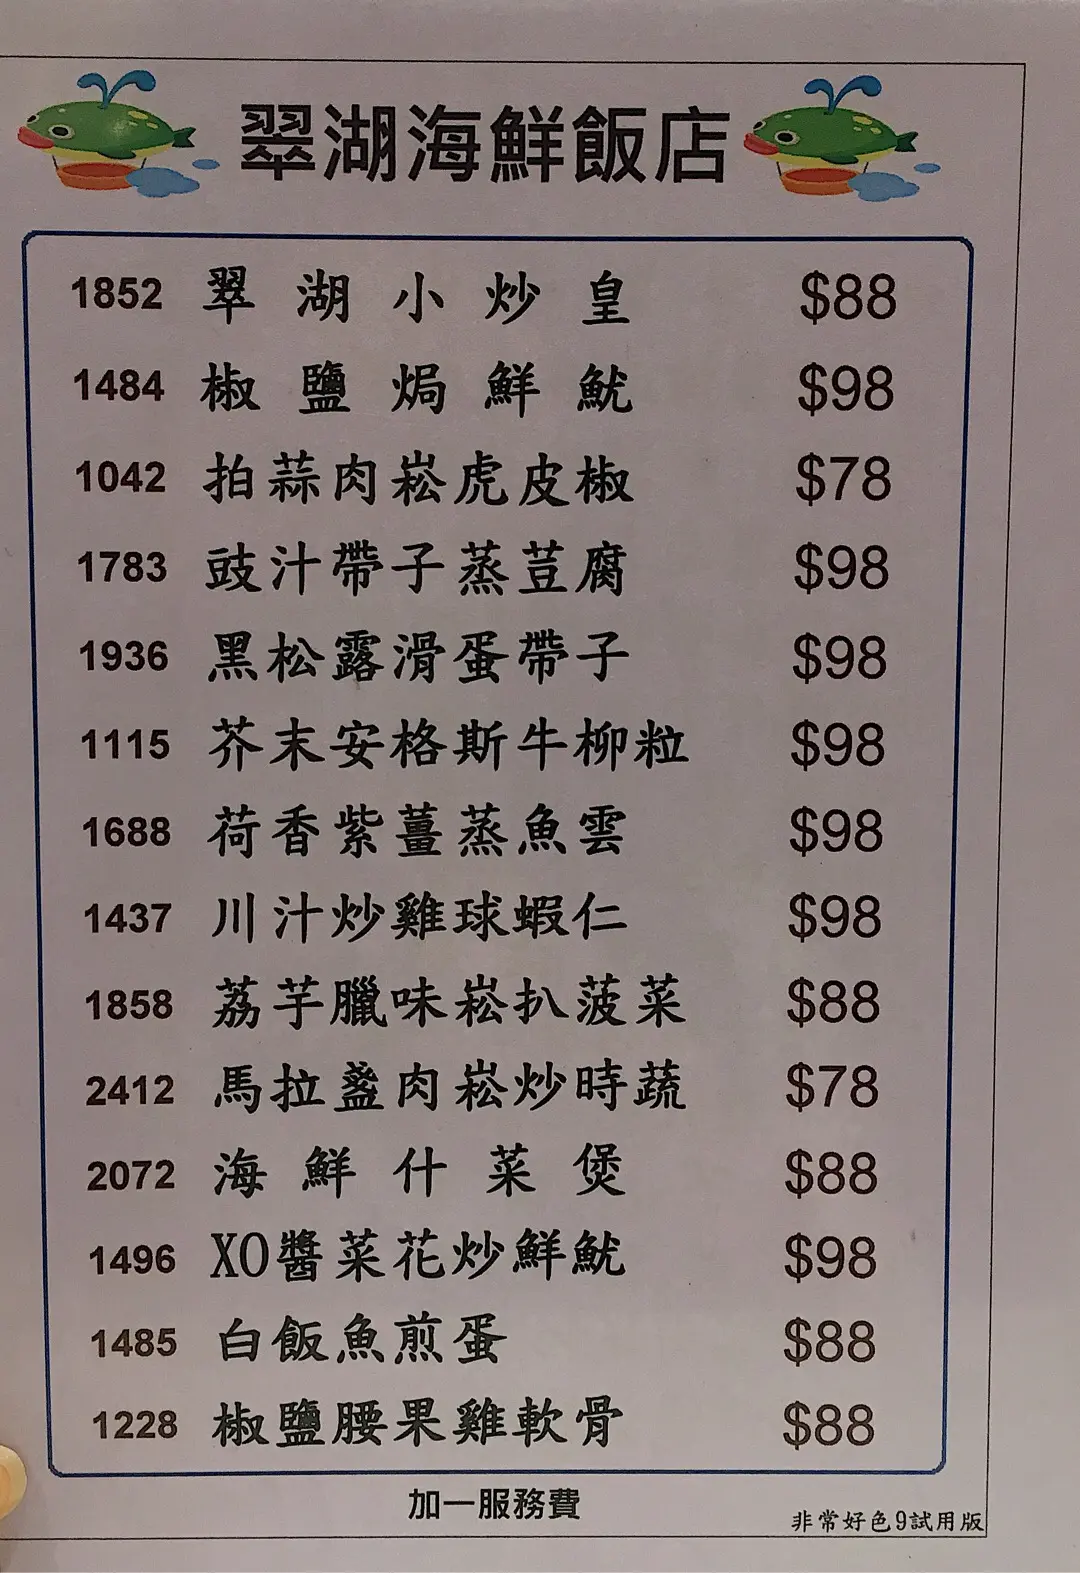 翠湖海鮮飯店
1852 翠湖小炒皇 $88
1484 椒鹽焗鮮魷 $98
1042 拍蒜肉崧虎皮椒 $78
1783 豉汁帶子蒸荳腐 $98
1936 黑松露滑蛋帶子 $98
1115 芥末安格斯牛柳粒 $98
1688 荷香紫薑蒸魚雲 $98
1437 川汁炒雞球蝦仁 $98
1858 荔芋臘味崧扒菠菜 $88
2412 馬拉盞肉崧炒時蔬 $78
2072 海鮮什菜煲 $88
1496 XO醬菜花炒鮮魷 $98
1485 白飯魚煎蛋 $88
1228 椒鹽腰果雞軟骨 $88
加一服務費
非常好色9試用版